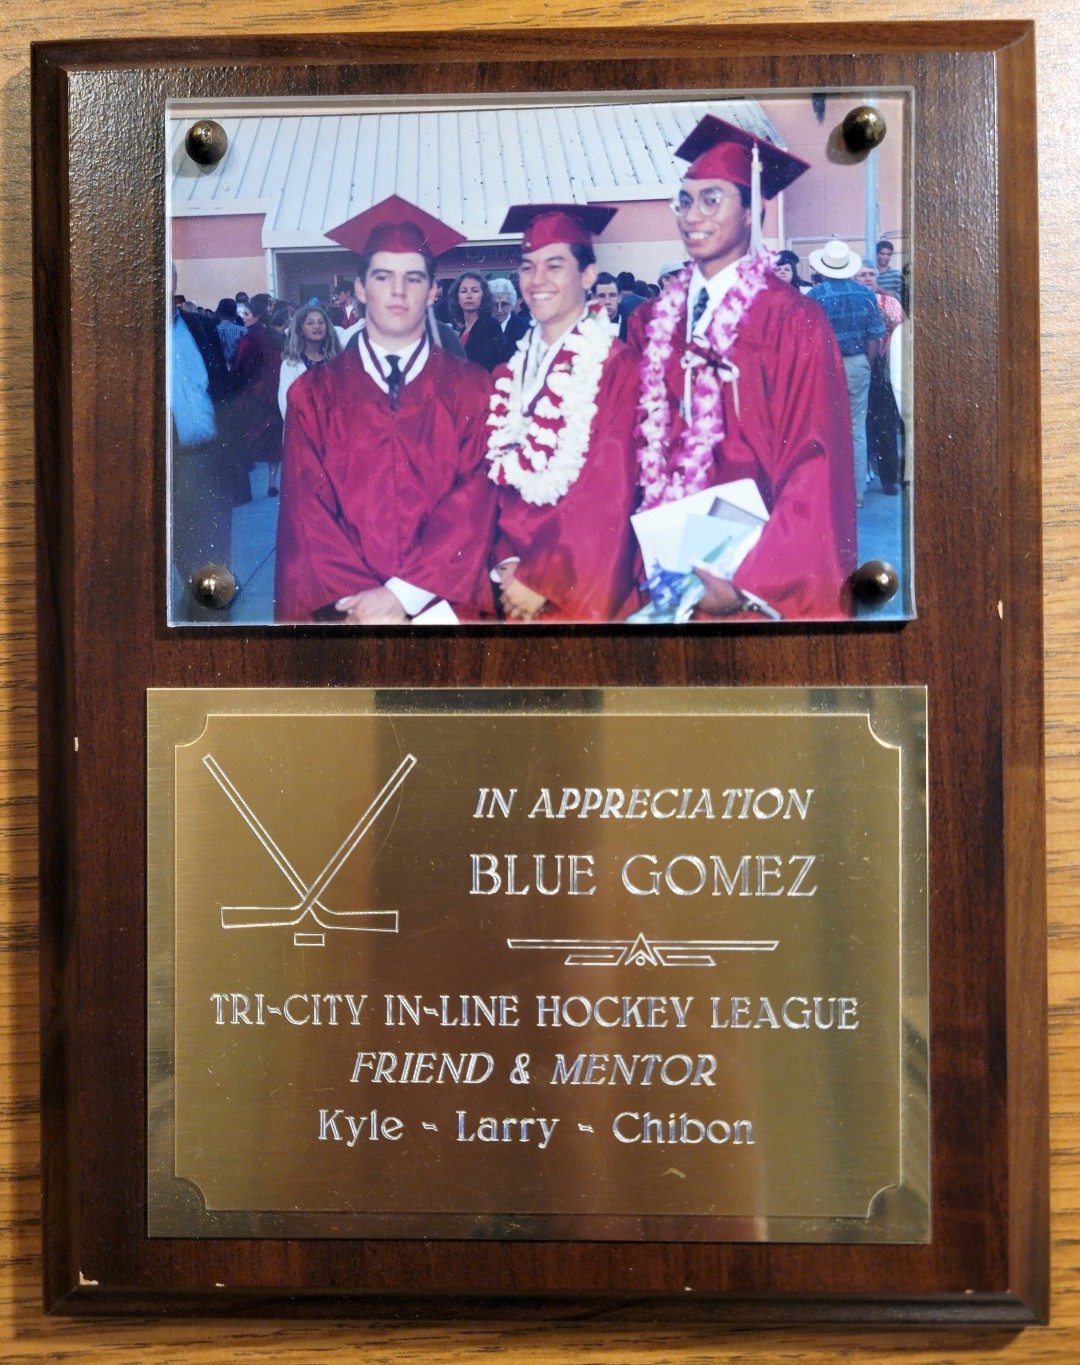 IN APPRECIATION
BLUE GOMEZ
TRI-CITY IN-LINE HOCKEY LEAGUE
FRIEND & MENTOR
Kyle - Larry - Chibon